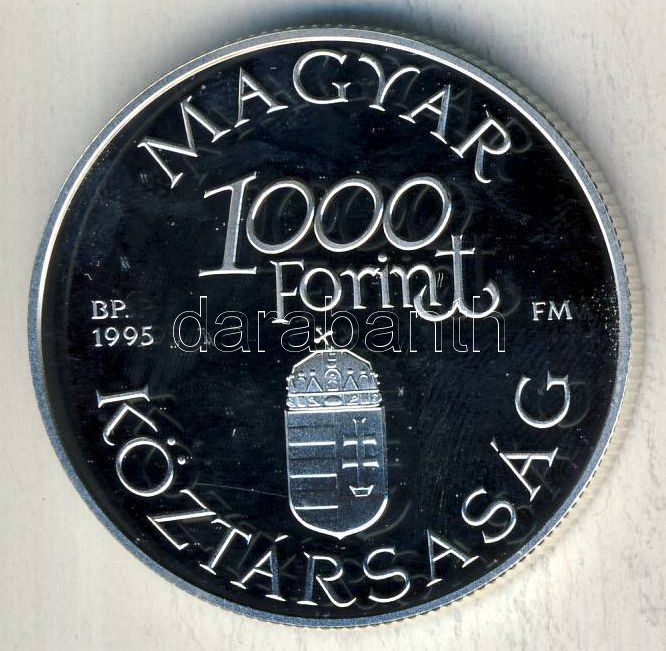 MAGYAR
1000
Forint
BP.
1995
FM
KÖZTÁRSASÁG
darabanth